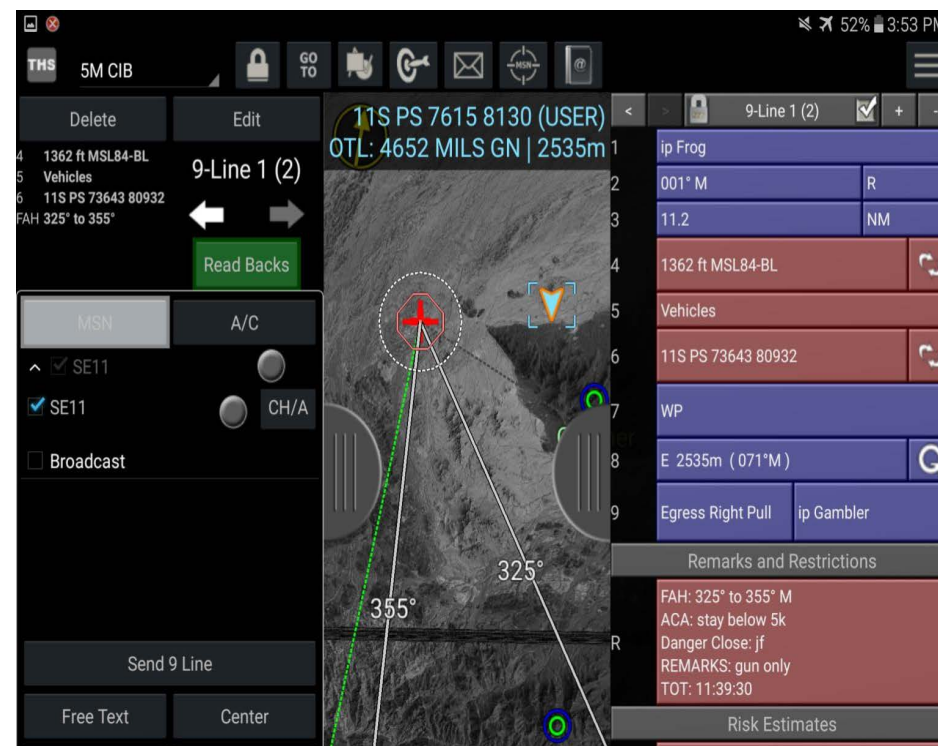 52% 3:53 PM
THS
5M CIB
GO TO
MSN
@
Delete
Edit
4 1362 ft MSL84-BL
5 Vehicles
6 11S PS 73643 80932
FAH 325° to 355°
9-Line 1 (2)
Read Backs
MSN
A/C
SE11
SE11
CH/A
Broadcast
Send 9 Line
Free Text
Center
11S PS 7615 8130 (USER)
OTL: 4652 MILS GN | 2535m
325°
355°
< > 9-Line 1 (2) + -
1 ip Frog
2 001° M R
3 11.2 NM
4 1362 ft MSL84-BL
5 Vehicles
6 11S PS 73643 80932
7 WP
8 E 2535m ( 071°M )
9 Egress Right Pull ip Gambler
Remarks and Restrictions
R
FAH: 325° to 355° M
ACA: stay below 5k
Danger Close: jf
REMARKS: gun only
TOT: 11:39:30
Risk Estimates